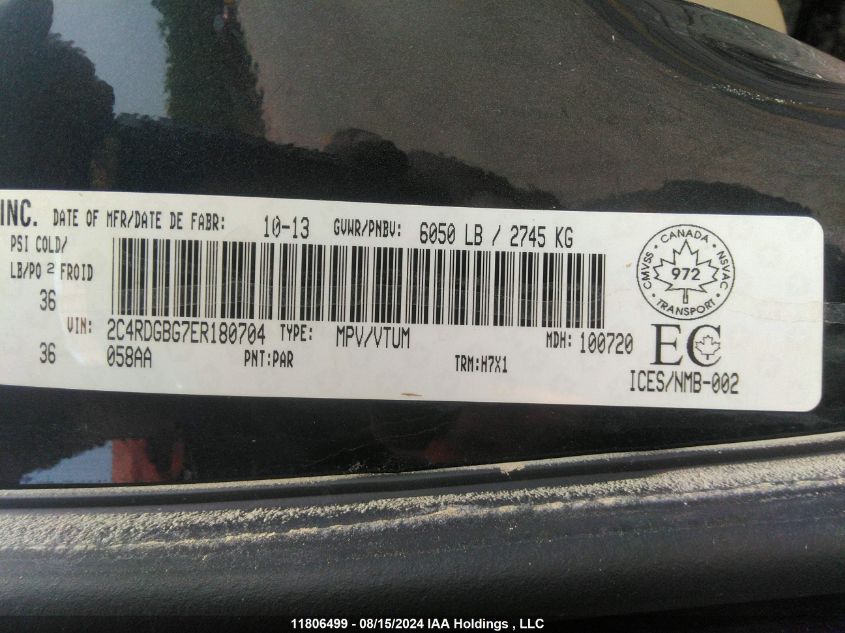 INC. DATE OF MFR/DATE DE FABR: 10-13 GVWR/PNBV: 6050 LB / 2745 KG
PSI COLD/
LB/PO 2 FROID
36
CANADA
CMVSS 972 NSVAC
TRANSPORT
VIN: 2C4RDGBG7ER180704 TYPE: MPV/VTUM MDH: 100720
EC
36 058AA PNT:PAR TRM:H7X1 ICES/NMB-002
11806499 - 08/15/2024 IAA Holdings , LLC